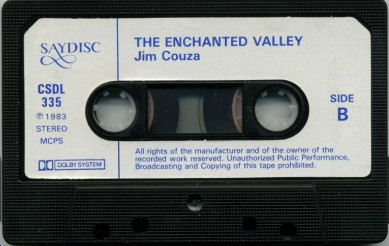 SAYDISC
THE ENCHANTED VALLEY
Jim Couza
CSDL
335
℗ 1983
STEREO
MCPS
SIDE
B
DOLBY SYSTEM
All rights of the manufacturer and of the owner of the
recorded work reserved. Unauthorized Public Performance,
Broadcasting and Copying of this tape prohibited.